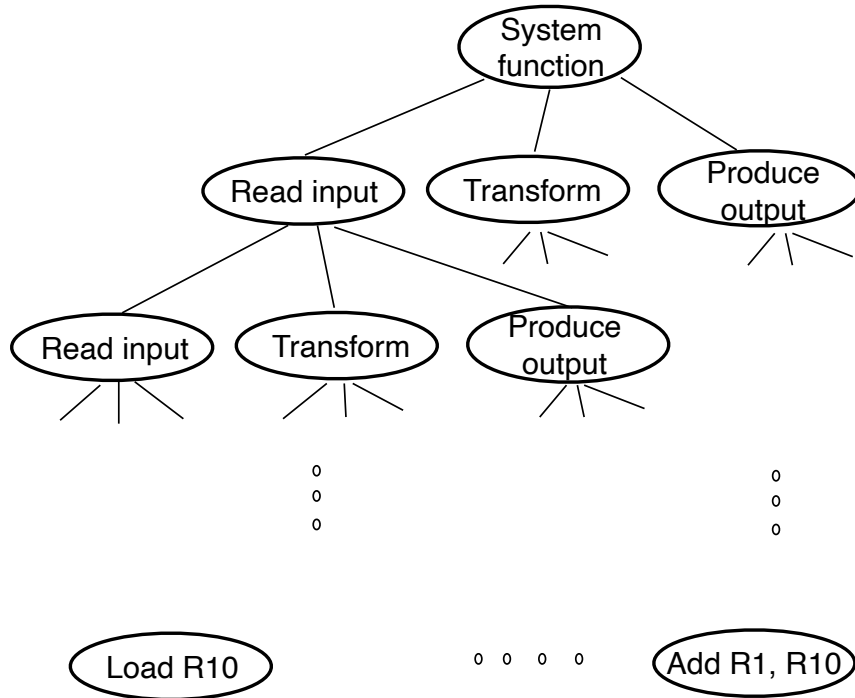 System
function
Read input
Transform
Produce
output
Read input
Transform
Produce
output
Load R10
Add R1, R10